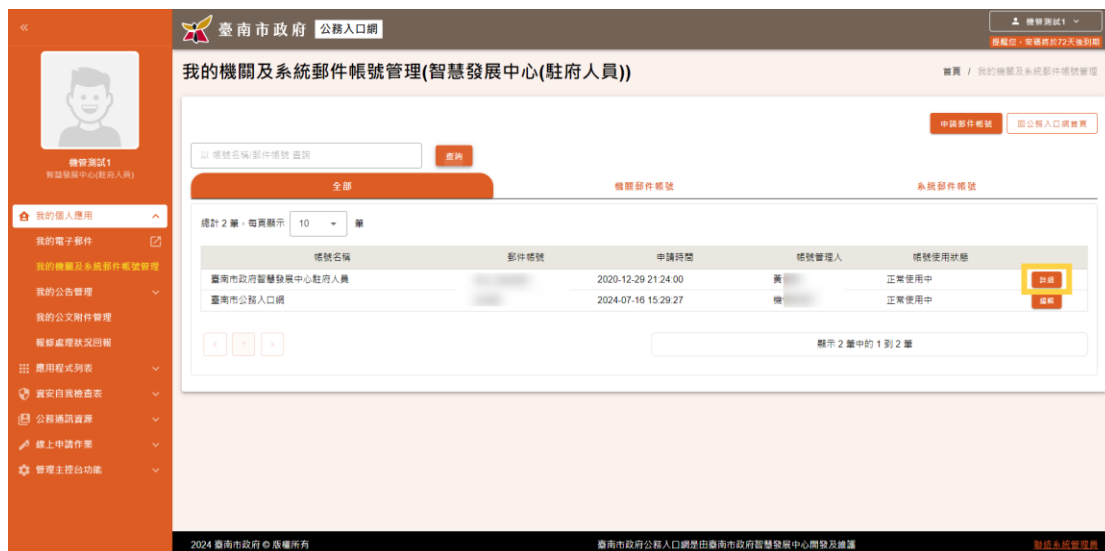 臺南市政府 公務入口網
機管測試1
提醒您，密碼將於72天後到期
機管測試1
智慧發展中心(駐府人員)
我的個人應用
我的電子郵件
我的機關及系統郵件帳號管理
我的公告管理
我的公文附件管理
報修處理狀況回報
應用程式列表
資安自我檢查表
公務通訊資源
線上申請作業
管理主控台功能
我的機關及系統郵件帳號管理(智慧發展中心(駐府人員))
首頁 / 我的機關及系統郵件帳號管理
申請郵件帳號 回公務入口網首頁
以 帳號名稱/郵件帳號 查詢 查詢
全部 機關郵件帳號 系統郵件帳號
總計 2 筆，每頁顯示 10 筆
帳號名稱 郵件帳號 申請時間 帳號管理人 帳號使用狀態
臺南市政府智慧發展中心駐府人員 2020-12-29 21:24:00 黃 正常使用中 詳細
臺南市公務入口網 2024-07-16 15:29:27 機 正常使用中 編輯
顯示 2 筆中的 1 到 2 筆
2024 臺南市政府 © 版權所有 臺南市政府公務入口網是由臺南市政府智慧發展中心開發及維護 聯絡系統管理員